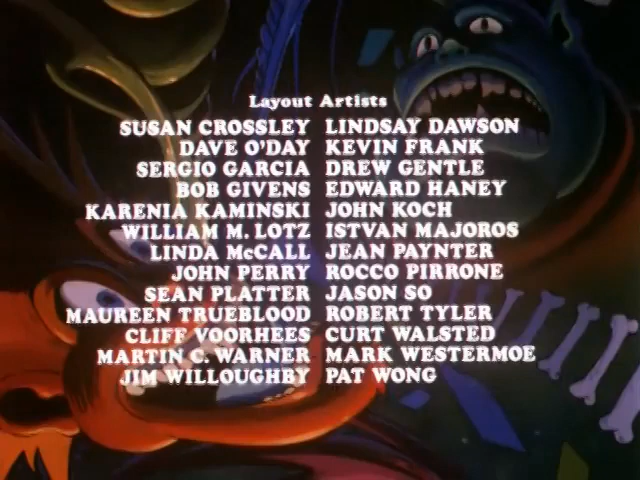 Layout Artists
SUSAN CROSSLEY LINDSAY DAWSON
DAVE O'DAY KEVIN FRANK
SERGIO GARCIA DREW GENTLE
BOB GIVENS EDWARD HANEY
KARENIA KAMINSKI JOHN KOCH
WILLIAM M. LOTZ ISTVAN MAJOROS
LINDA McCALL JEAN PAYNTER
JOHN PERRY ROCCO PIRRONE
SEAN PLATTER JASON SO
MAUREEN TRUEBLOOD ROBERT TYLER
CLIFF VOORHEES CURT WALSTED
MARTIN C. WARNER MARK WESTERMOE
JIM WILLOUGHBY PAT WONG